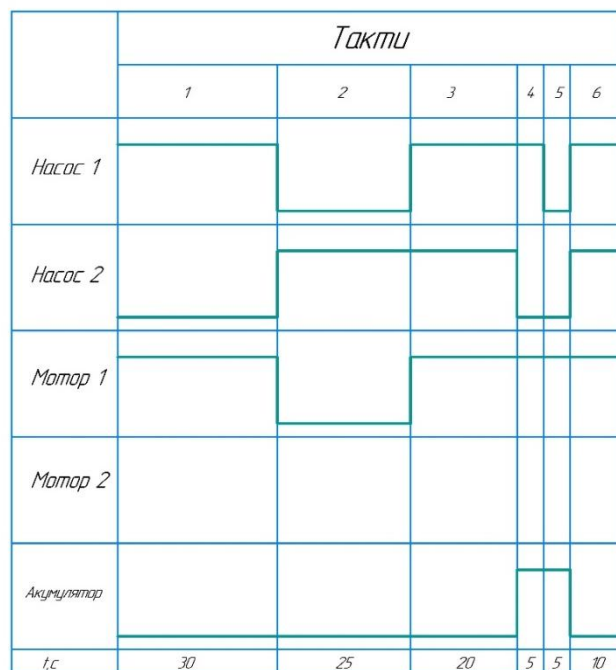 Такти
1 2 3 4 5 6
Насос 1
Насос 2
Мотор 1
Мотор 2
Акумулятор
t,c 30 25 20 5 5 10